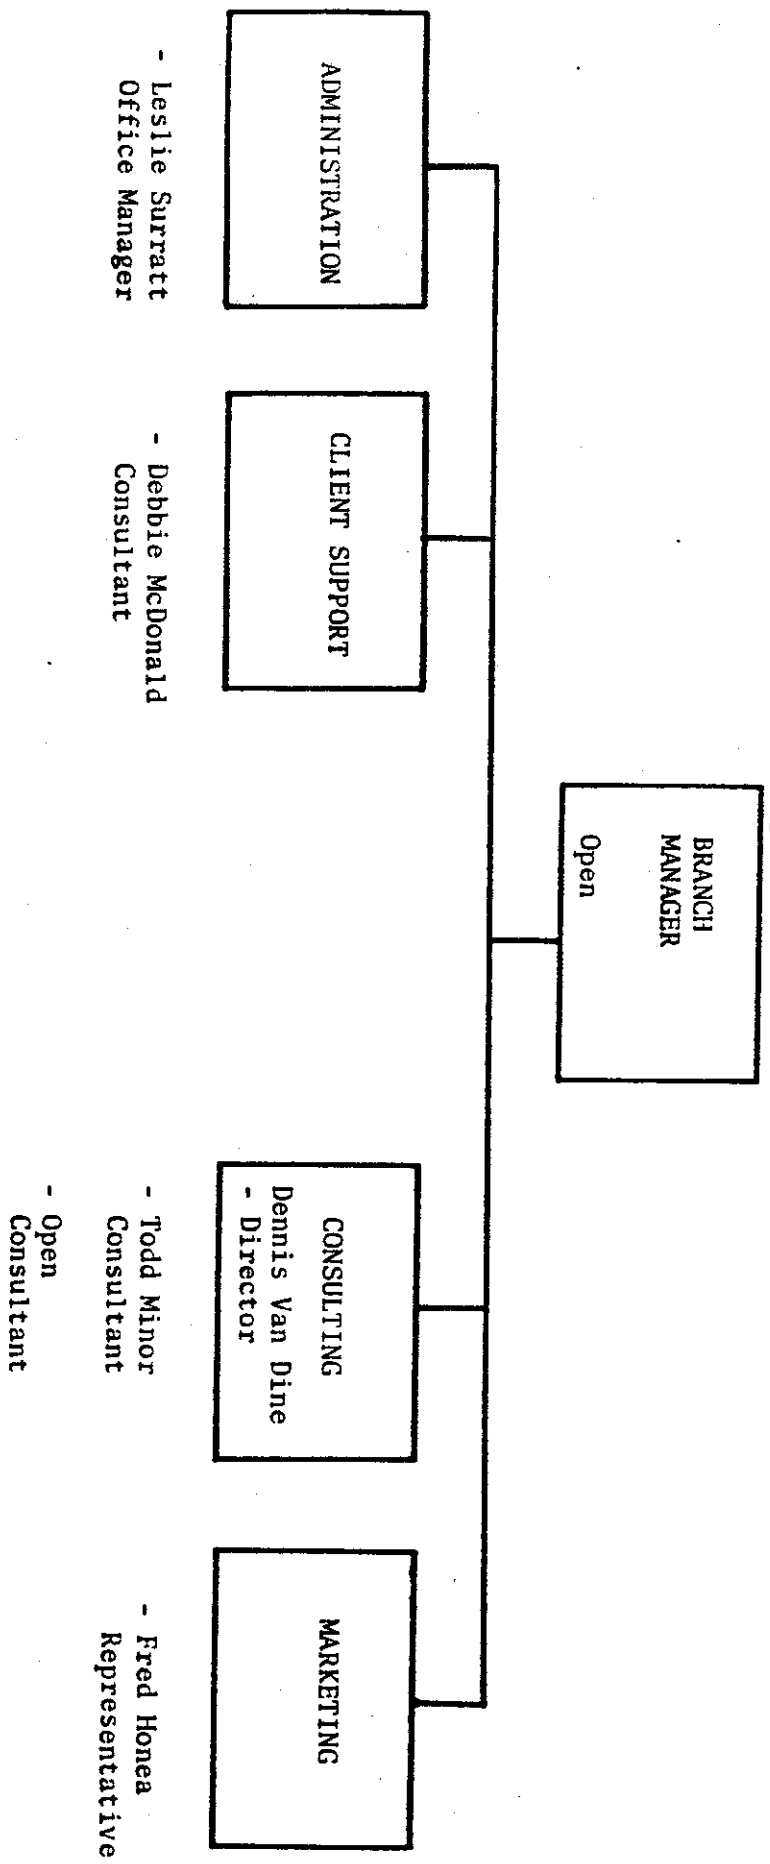 BRANCH
MANAGER
Open
ADMINISTRATION
- Leslie Surratt
Office Manager
CLIENT SUPPORT
- Debbie McDonald
Consultant
CONSULTING
Dennis Van Dine
- Director
- Todd Minor
Consultant
- Open
Consultant
MARKETING
- Fred Honea
Representative